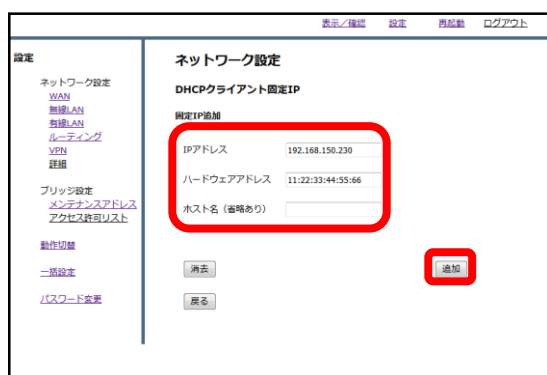 表示／確認 設定 再起動 ログアウト
設定
ネットワーク設定
WAN
無線LAN
有線LAN
ルーティング
VPN
詳細
ブリッジ設定
メンテナンスアドレス
アクセス許可リスト
動作切替
一括設定
パスワード変更
ネットワーク設定
DHCPクライアント固定IP
固定IP追加
IPアドレス 192.168.150.230
ハードウェアアドレス 11:22:33:44:55:66
ホスト名（省略あり）
消去 追加
戻る